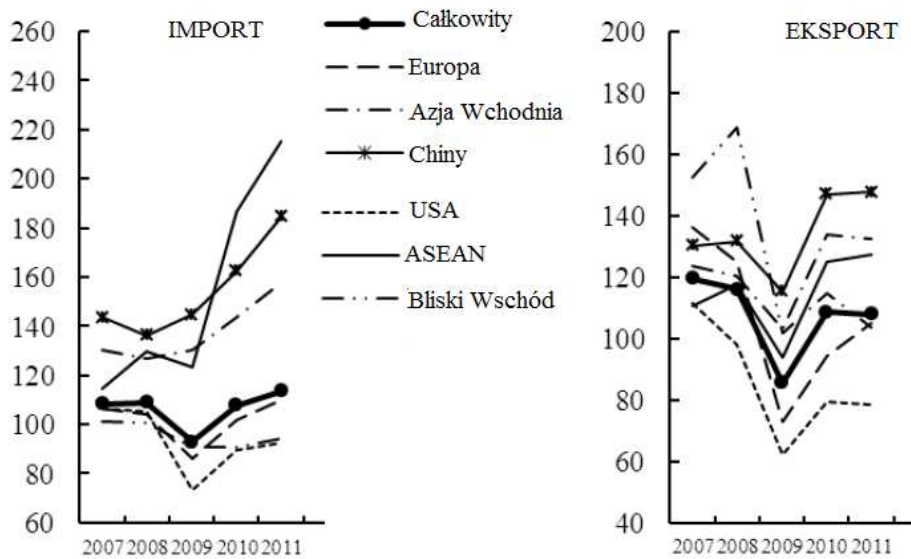 IMPORT
260
240
220
200
180
160
140
120
100
80
60
2007 2008 2009 2010 2011
Całkowity
Europa
Azja Wchodnia
Chiny
USA
ASEAN
Bliski Wschód
EKSPORT
200
180
160
140
120
100
80
60
40
2007 2008 2009 2010 2011